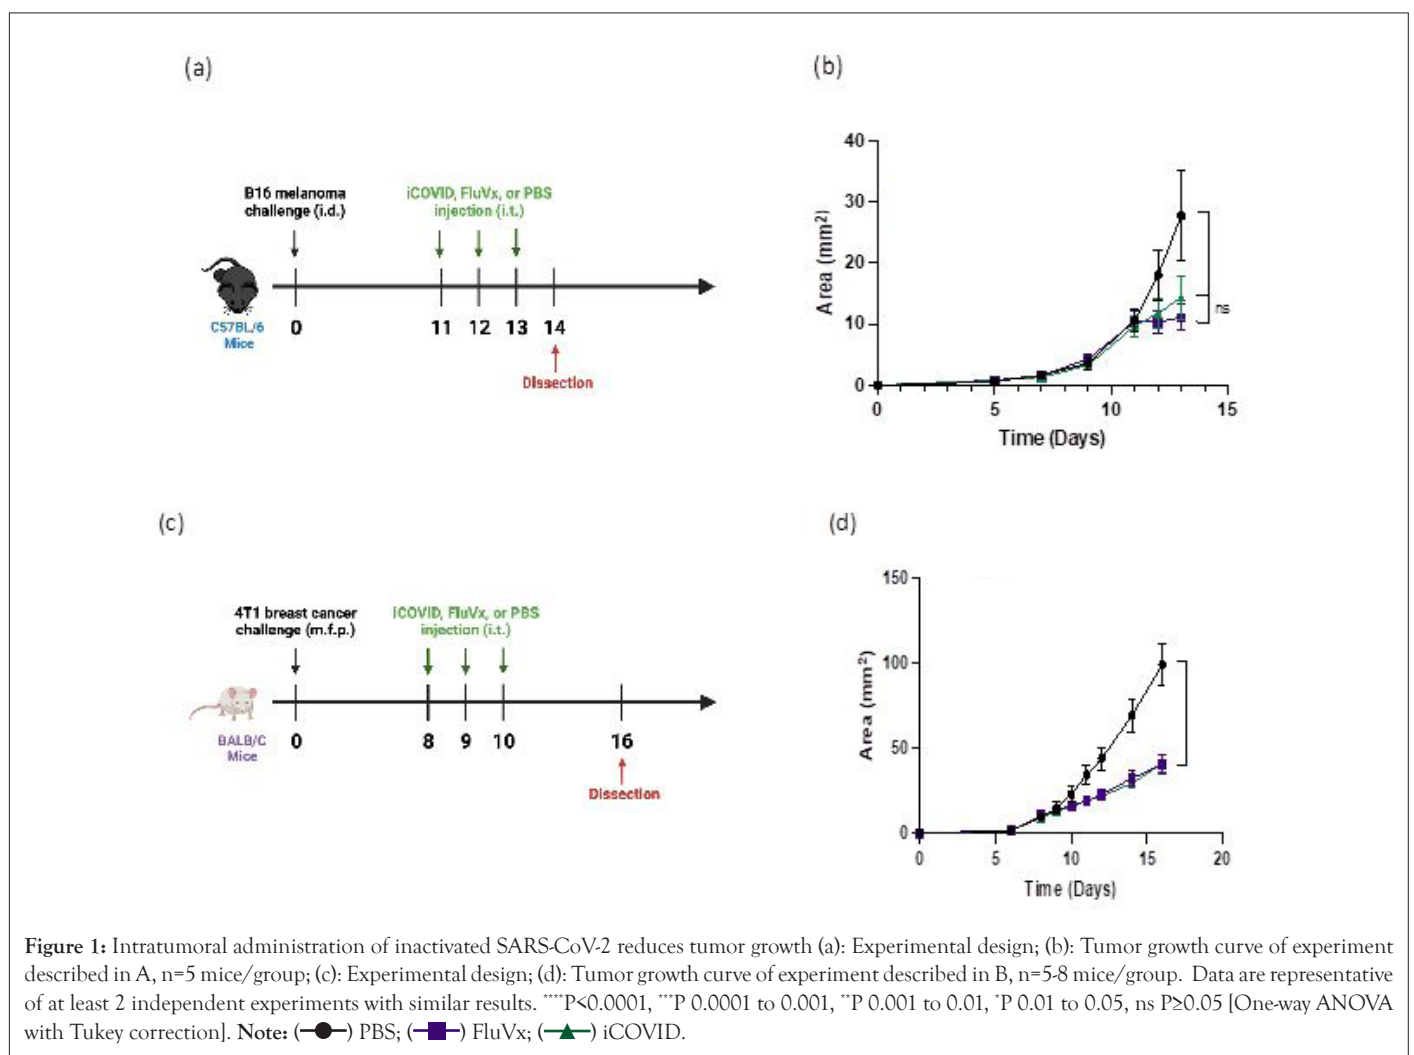 (a)
B16 melanoma
challenge (i.d.)
iCOVID, FluVx, or PBS
injection (i.t.)
C57BL/6
Mice
0
11
12
13
14
Dissection
(b)
40
30
20
10
0
Area (mm²)
ns
0
5
10
15
Time (Days)
(c)
4T1 breast cancer
challenge (m.f.p.)
iCOVID, FluVx, or PBS
injection (i.t.)
BALB/C
Mice
0
8
9
10
16
Dissection
(d)
150
100
50
0
Area (mm²)
0
5
10
15
20
Time (Days)
Figure 1: Intratumoral administration of inactivated SARS-CoV-2 reduces tumor growth (a): Experimental design; (b): Tumor growth curve of experiment
described in A, n=5 mice/group; (c): Experimental design; (d): Tumor growth curve of experiment described in B, n=5-8 mice/group. Data are representative
of at least 2 independent experiments with similar results. ****P<0.0001, ***P 0.0001 to 0.001, **P 0.001 to 0.01, *P 0.01 to 0.05, ns P≥0.05 [One-way ANOVA
with Tukey correction]. Note: (●) PBS; (■) FluVx; (▲) iCOVID.